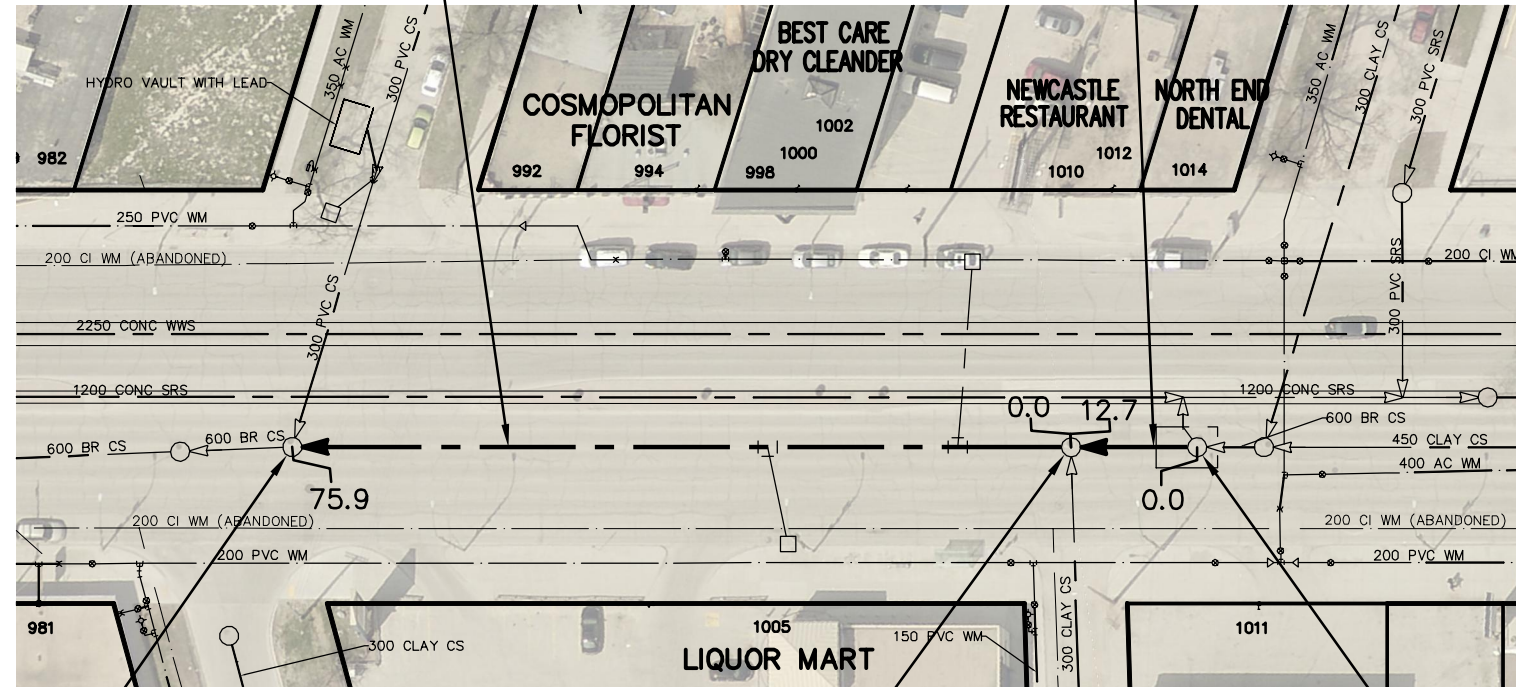 BEST CARE
DRY CLEANDER
350 AC WM
300 PVC CS
350 AC WM
300 CLAY CS
300 PVC SRS
HYDRO VAULT WITH LEAD
COSMOPOLITAN
FLORIST
NEWCASTLE
RESTAURANT
NORTH END
DENTAL
1002
1000
998
982
992
994
1010
1012
1014
250 PVC WM
200 CI WM (ABANDONED)
200 CI WM
300 PVC CS
300 PVC SRS
2250 CONC WWS
1200 CONC SRS
1200 CONC SRS
0.0
12.7
600 BR CS
600 BR CS
600 BR CS
450 CLAY CS
400 AC WM
75.9
0.0
200 CI WM (ABANDONED)
200 CI WM (ABANDONED)
200 PVC WM
200 PVC WM
981
300 CLAY CS
1005
LIQUOR MART
150 PVC WM
300 CLAY CS
1011